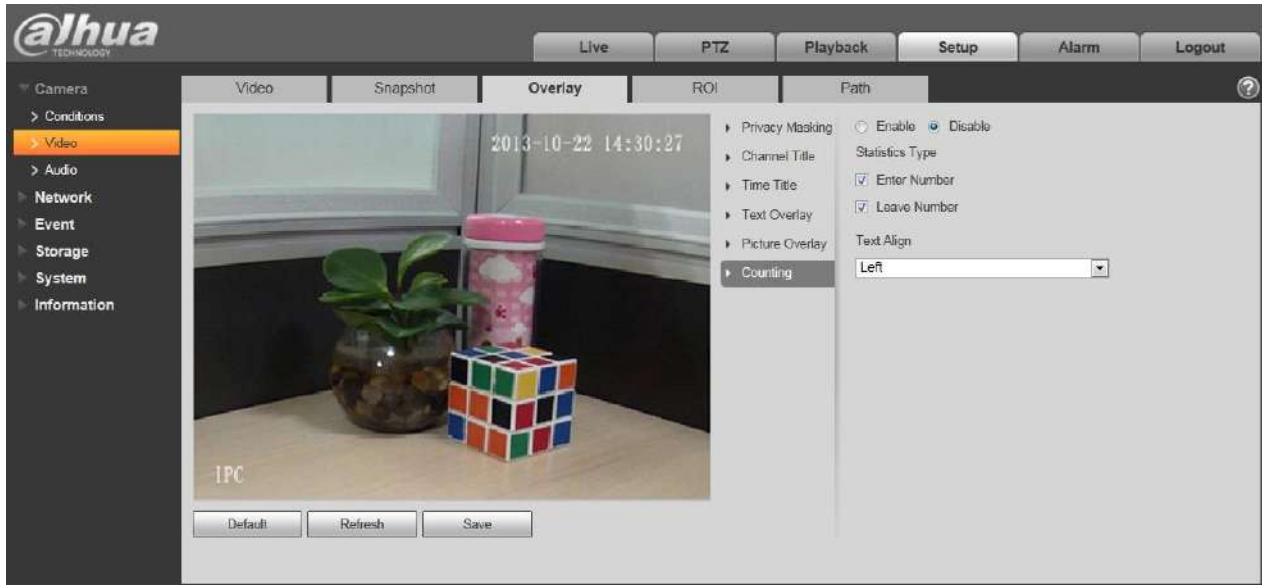 alhua
TECHNOLOGY
Live
PTZ
Playback
Setup
Alarm
Logout
Camera
> Conditions
> Video
> Audio
Network
Event
Storage
System
Information
Video
Snapshot
Overlay
ROI
Path
?
2013-10-22 14:30:27
IPC
Privacy Masking
Channel Title
Time Title
Text Overlay
Picture Overlay
Counting
Enable
Disable
Statistics Type
Enter Number
Leave Number
Text Align
Left
Default
Refresh
Save